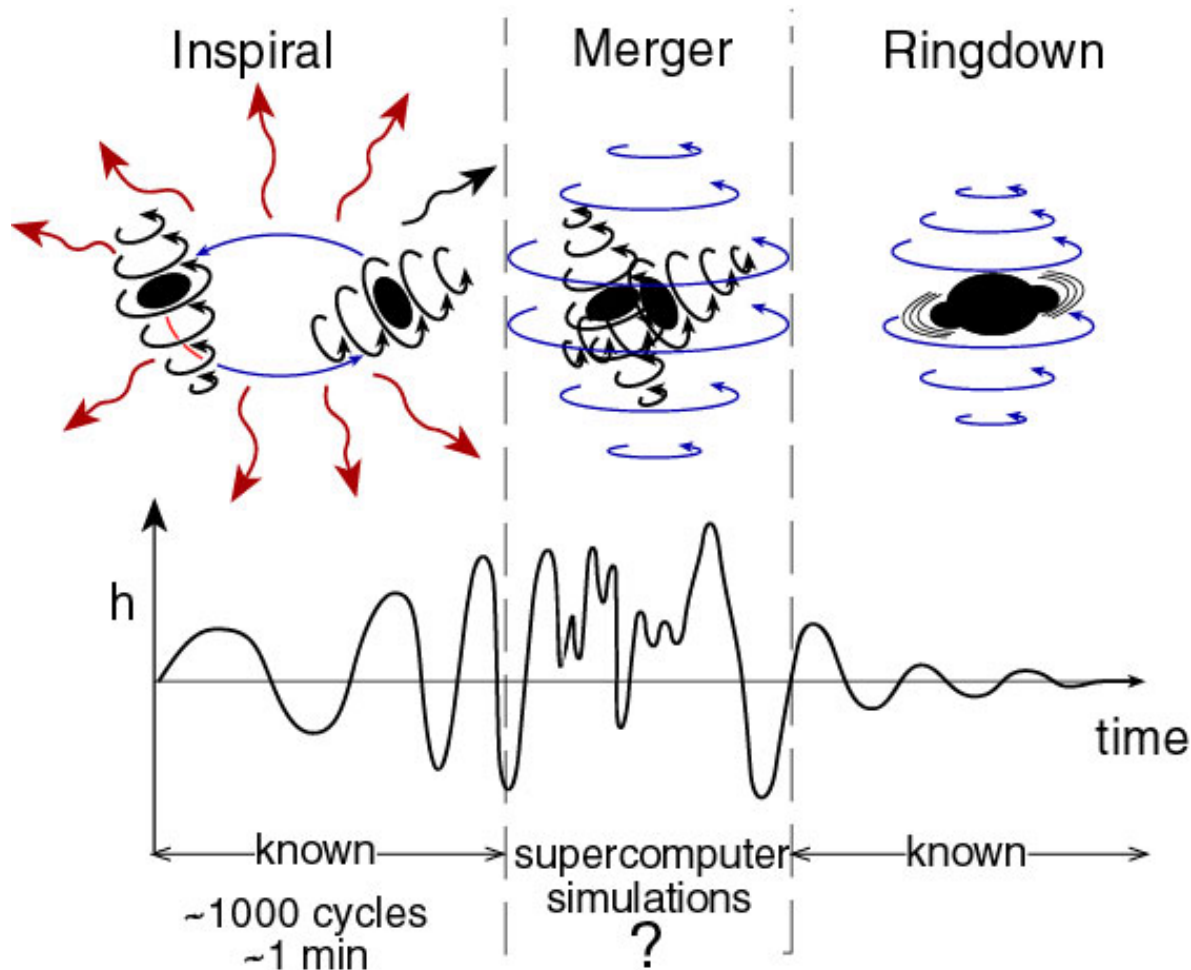 Inspiral
Merger
Ringdown
h
time
known
supercomputer
simulations
?
known
~1000 cycles
~1 min